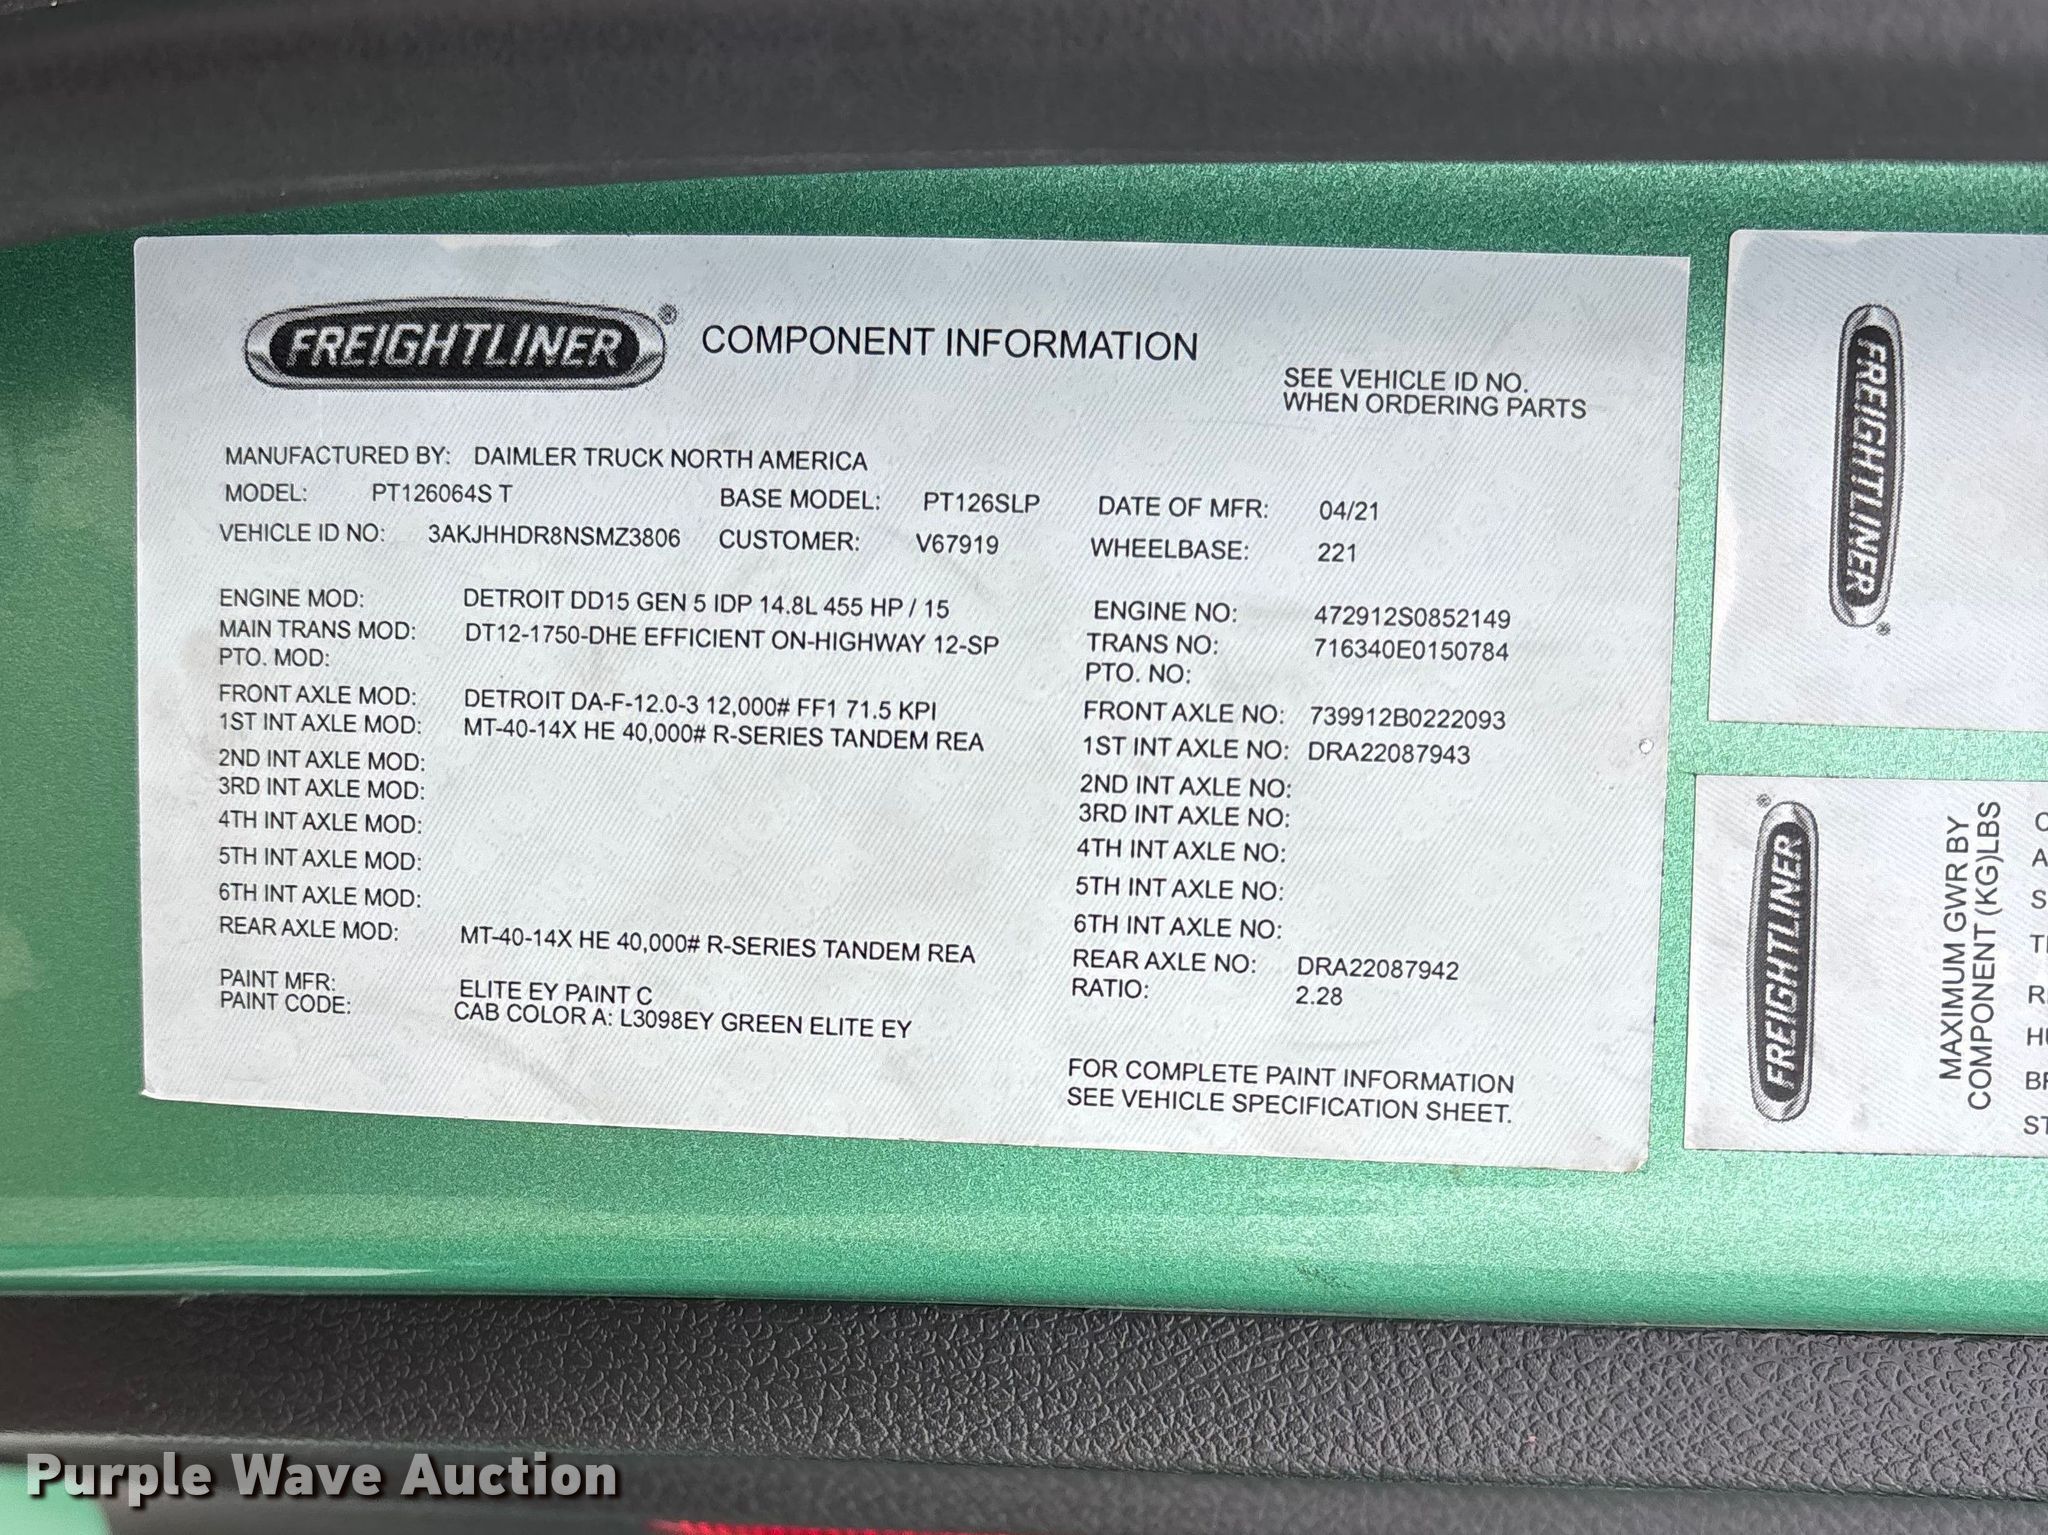 FREIGHTLINER ® COMPONENT INFORMATION
SEE VEHICLE ID NO.
WHEN ORDERING PARTS
MANUFACTURED BY: DAIMLER TRUCK NORTH AMERICA
MODEL: PT126064S T BASE MODEL: PT126SLP DATE OF MFR: 04/21
VEHICLE ID NO: 3AKJHHDR8NSMZ3806 CUSTOMER: V67919 WHEELBASE: 221
ENGINE MOD: DETROIT DD15 GEN 5 IDP 14.8L 455 HP / 15 ENGINE NO: 472912S0852149
MAIN TRANS MOD: DT12-1750-DHE EFFICIENT ON-HIGHWAY 12-SP TRANS NO: 716340E0150784
PTO. MOD: PTO. NO:
FRONT AXLE MOD: DETROIT DA-F-12.0-3 12,000# FF1 71.5 KPI FRONT AXLE NO: 739912B0222093
1ST INT AXLE MOD: MT-40-14X HE 40,000# R-SERIES TANDEM REA 1ST INT AXLE NO: DRA22087943
2ND INT AXLE MOD: 2ND INT AXLE NO:
3RD INT AXLE MOD: 3RD INT AXLE NO:
4TH INT AXLE MOD: 4TH INT AXLE NO:
5TH INT AXLE MOD: 5TH INT AXLE NO:
6TH INT AXLE MOD: 6TH INT AXLE NO:
REAR AXLE MOD: MT-40-14X HE 40,000# R-SERIES TANDEM REA REAR AXLE NO: DRA22087942
RATIO: 2.28
PAINT MFR: ELITE EY PAINT C
PAINT CODE: CAB COLOR A: L3098EY GREEN ELITE EY
FOR COMPLETE PAINT INFORMATION
SEE VEHICLE SPECIFICATION SHEET.
FREIGHTLINER ®
FREIGHTLINER ®
MAXIMUM GWR BY
COMPONENT (KG)LBS
Purple Wave Auction